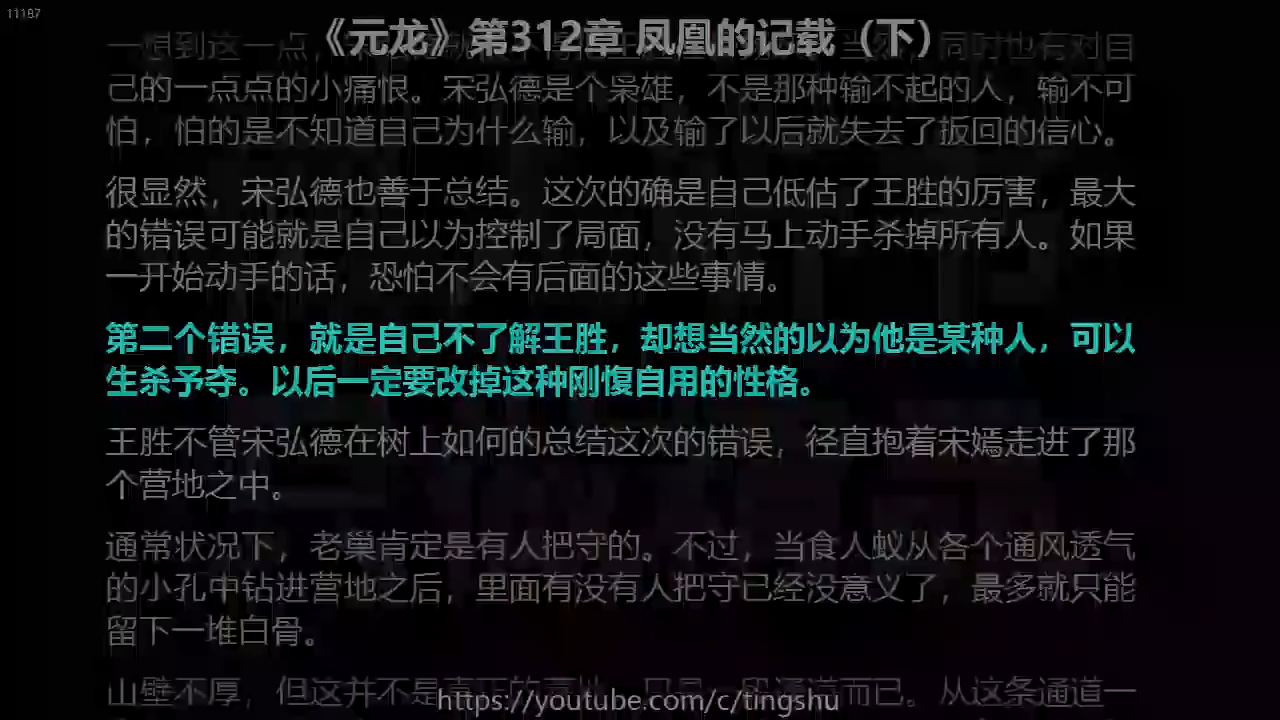 11187
《元龙》第312章 凤凰的记载（下）
一想到这一点，
同时也有对自
己的一点点的小痛恨。宋弘德是个枭雄，不是那种输不起的人，输不可
怕，怕的是不知道自己为什么输，以及输了以后就失去了扳回的信心。
很显然，宋弘德也善于总结。这次的确是自己低估了王胜的厉害，最大
的错误可能就是自己以为控制了局面，没有马上动手杀掉所有人。如果
一开始动手的话，恐怕不会有后面的这些事情。
第二个错误，就是自己不了解王胜，却想当然的以为他是某种人，可以
生杀予夺。以后一定要改掉这种刚愎自用的性格。
王胜不管宋弘德在树上如何的总结这次的错误，径直抱着宋嫣走进了那
个营地之中。
通常状况下，老巢肯定是有人把守的。不过，当食人蚁从各个通风透气
的小孔中钻进营地之后，里面有没有人把守已经没意义了，最多就只能
留下一堆白骨。
山壁不厚，但这并不是
而已。从这条通道一
https://youtube.com/c/tingshu